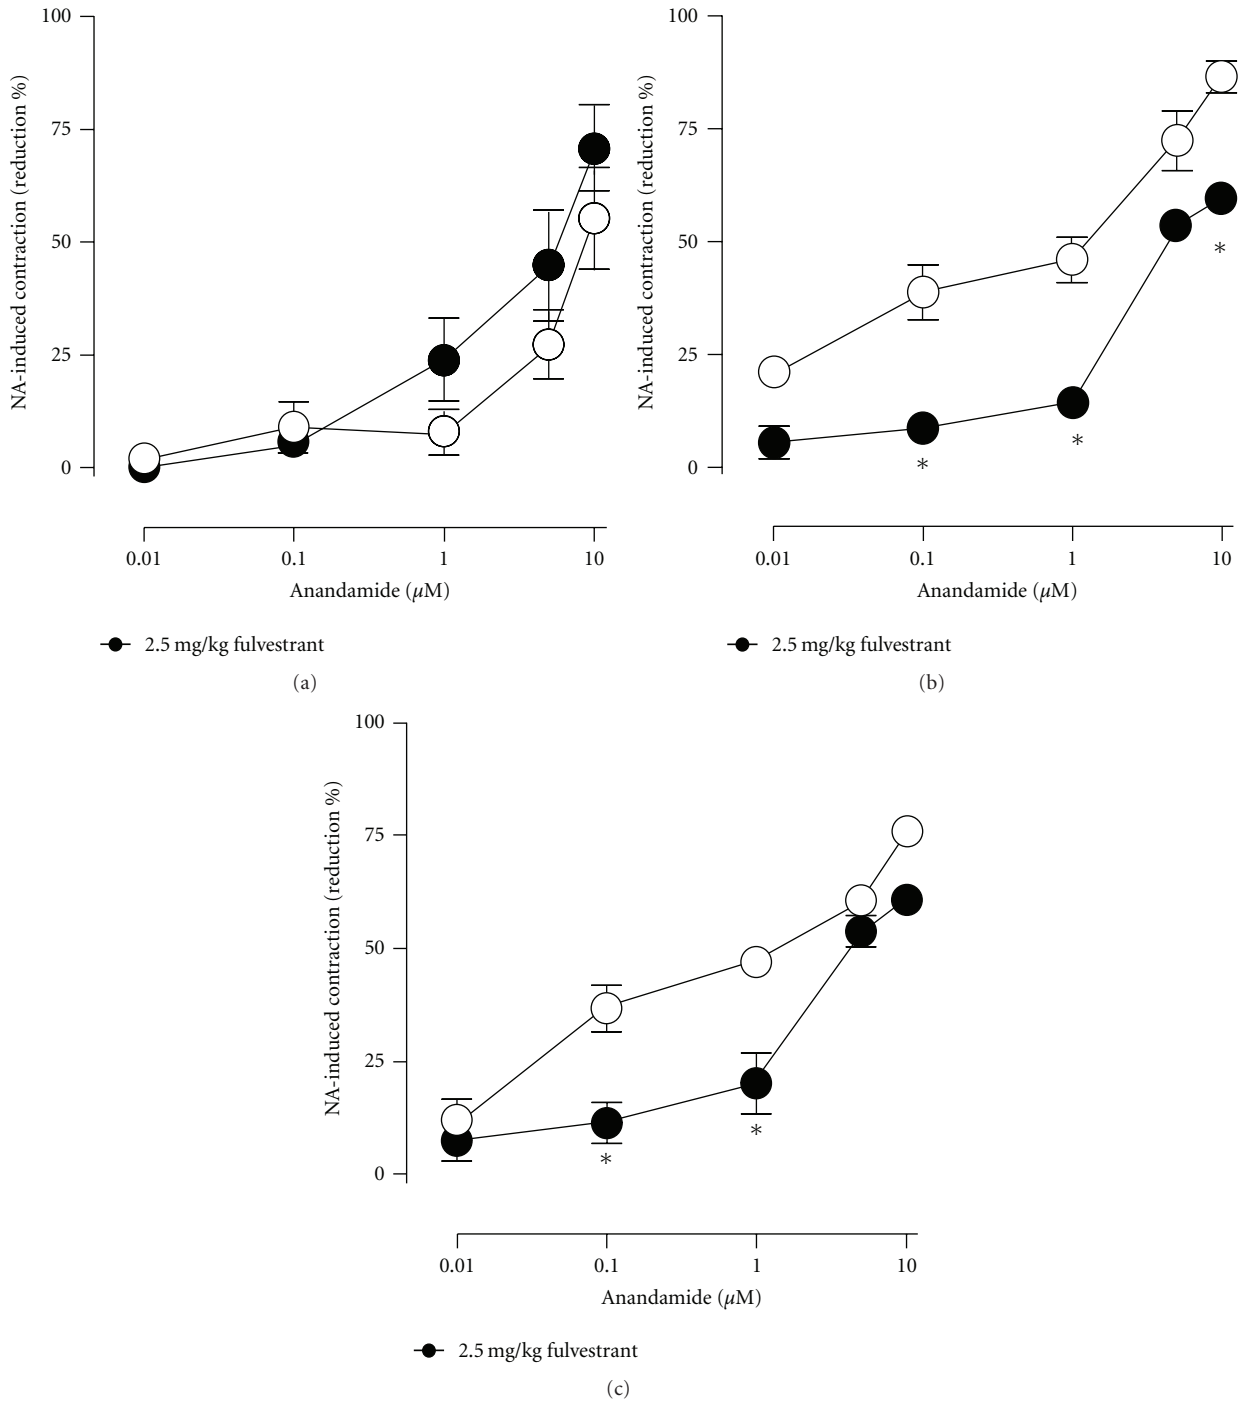 100
75
50
25
0
NA-induced contraction (reduction %)
0.01 0.1 1 10
Anandamide (μM)
2.5 mg/kg fulvestrant
(a)
100
75
50
25
0
NA-induced contraction (reduction %)
* * *
0.01 0.1 1 10
Anandamide (μM)
2.5 mg/kg fulvestrant
(b)
100
75
50
25
0
NA-induced contraction (reduction %)
* *
0.01 0.1 1 10
Anandamide (μM)
2.5 mg/kg fulvestrant
(c)